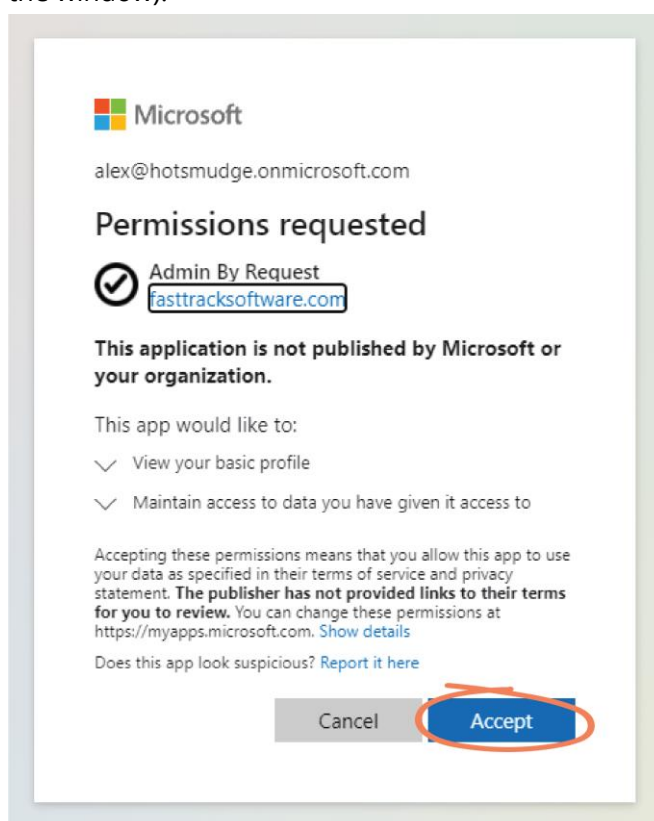 the window).
Microsoft
alex@hotsmudge.onmicrosoft.com
Permissions requested
Admin By Request
fasttracksoftware.com
This application is not published by Microsoft or
your organization.
This app would like to:
View your basic profile
Maintain access to data you have given it access to
Accepting these permissions means that you allow this app to use
your data as specified in their terms of service and privacy
statement. The publisher has not provided links to their terms
for you to review. You can change these permissions at
https://myapps.microsoft.com. Show details
Does this app look suspicious? Report it here
Cancel
Accept